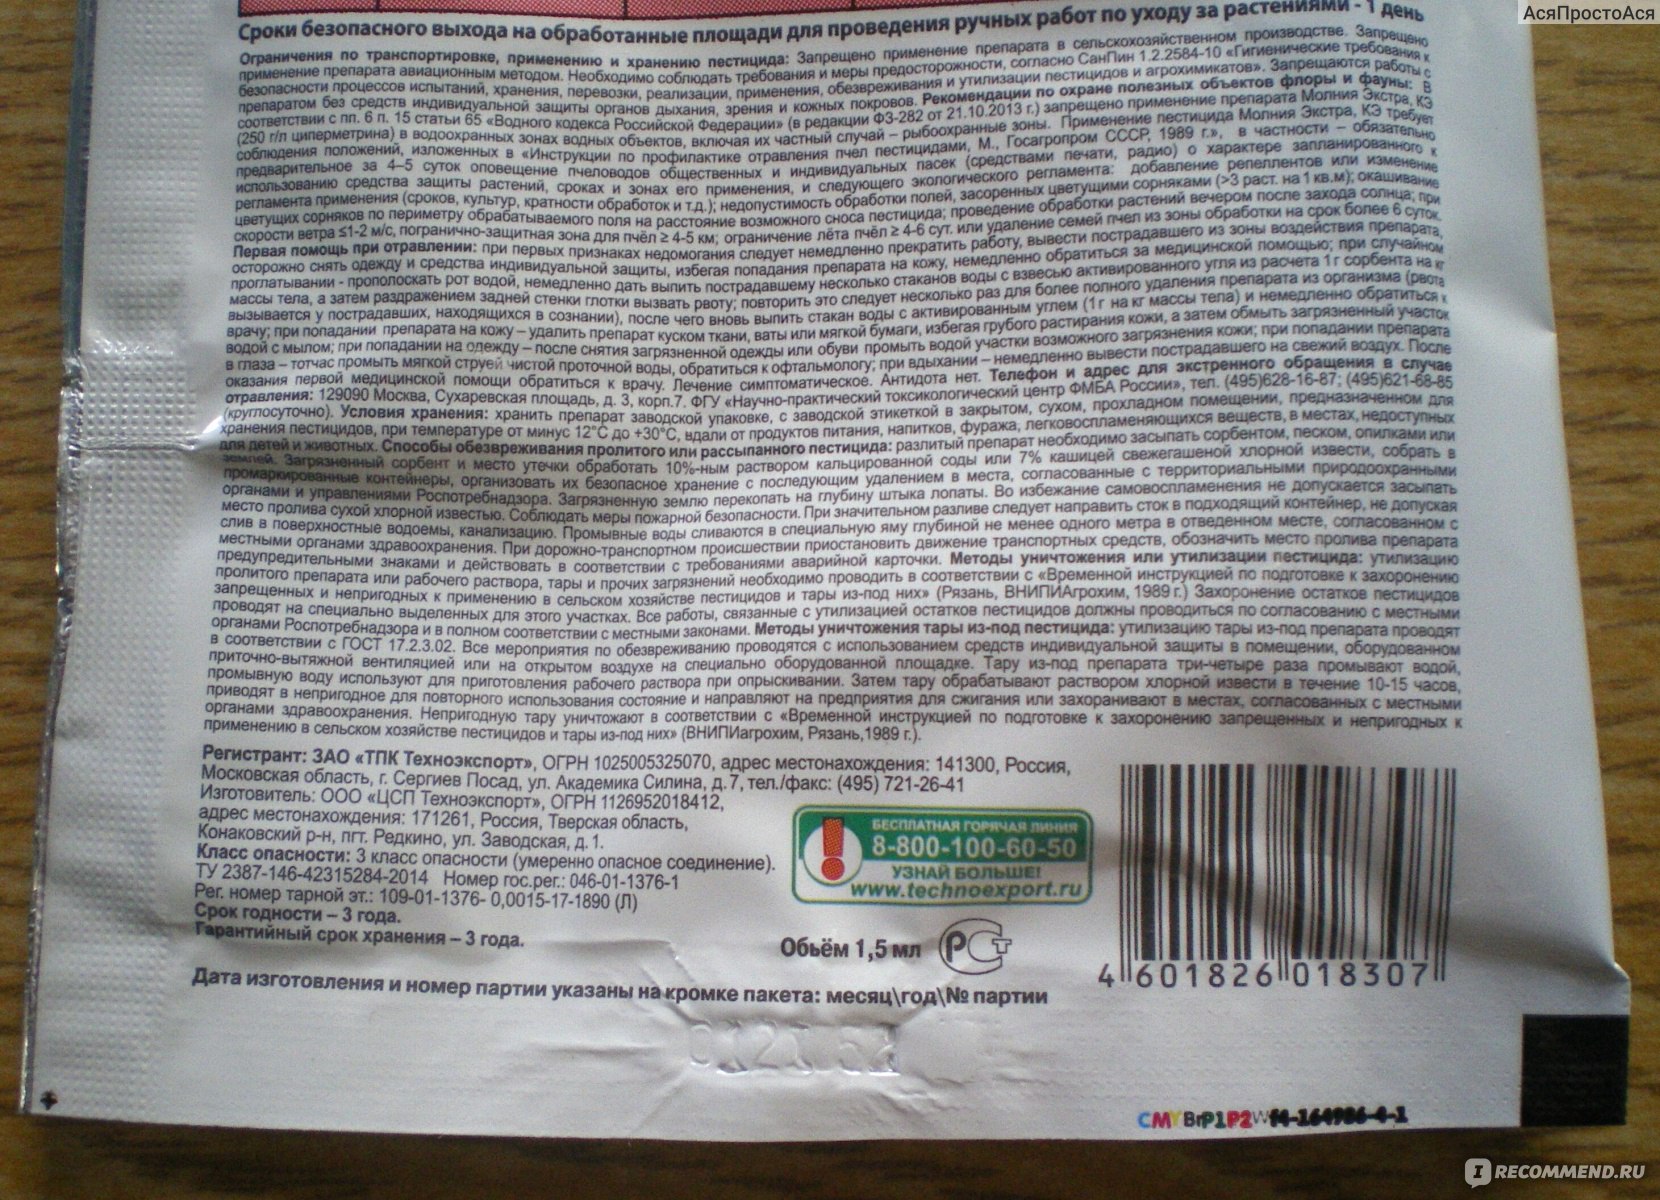 АсяПростоАся
Сроки безопасного выхода на обработанные площади для проведения ручных работ по уходу за растениями - 1 день
Ограничения по транспортировке, применению и хранению пестицида: Запрещено применение препарата в сельскохозяйственном производстве. Запрещено
применение препарата авиационным методом. Необходимо соблюдать требования и меры предосторожности, согласно СанПин 1.2.2584-10 «Гигиенические требования к
безопасности процессов испытаний, хранения, перевозки, реализации, применения, обезвреживания и утилизации пестицидов и агрохимикатов». Запрещаются работы с
препаратом без средств индивидуальной защиты органов дыхания, зрения и кожных покровов. Рекомендации по охране полезных объектов флоры и фауны: В
соответствии с пп. 6 п. 15 статьи 65 «Водного кодекса Российской Федерации» (в редакции ФЗ-282 от 21.10.2013 г.) запрещено применение препарата Молния Экстра, КЭ
(250 г/л циперметрина) в водоохранных зонах водных объектов, включая их частный случай – рыбоохранные зоны. Применение пестицида Молния Экстра, КЭ требует
соблюдения положений, изложенных в «Инструкции по профилактике отравления пчел пестицидами, М., Госагропром СССР, 1989 г.», в частности – обязательно
предварительное за 4–5 суток оповещение пчеловодов общественных и индивидуальных пасек (средствами печати, радио) о характере запланированного к
использованию средства защиты растений, сроках и зонах его применения, и следующего экологического регламента: добавление репеллентов или изменение
регламента применения (сроков, культур, кратности обработок и т.д.); недопустимость обработки полей, засоренных цветущими сорняками (>3 раст. на 1 кв.м); окашивание
цветущих сорняков по периметру обрабатываемого поля на расстояние возможного сноса пестицида; проведение обработки растений вечером после захода солнца; при
скорости ветра ≤1-2 м/с, погранично-защитная зона для пчёл ≥ 4-5 км; ограничение лёта пчёл ≥ 4-6 сут. или удаление семей пчел из зоны обработки на срок более 6 суток.
Первая помощь при отравлении: при первых признаках недомогания следует немедленно прекратить работу, вывести пострадавшего из зоны воздействия препарата,
осторожно снять одежду и средства индивидуальной защиты, избегая попадания препарата на кожу, немедленно обратиться за медицинской помощью; при случайном
проглатывании - прополоскать рот водой, немедленно дать выпить пострадавшему несколько стаканов воды с взвесью активированного угля из расчета 1 г сорбента на кг
массы тела, а затем раздражением задней стенки глотки вызвать рвоту; повторить это следует несколько раз для более полного удаления препарата из организма (рвота
вызывается у пострадавших, находящихся в сознании), после чего вновь выпить стакан воды с активированным углем (1 г на кг массы тела) и немедленно обратиться к
врачу; при попадании препарата на кожу – удалить препарат куском ткани, ваты или мягкой бумаги, избегая грубого растирания кожи, а затем обмыть загрязненный участок
водой с мылом; при попадании на одежду – после снятия загрязненной одежды или обуви промыть водой участки возможного загрязнения кожи; при попадании препарата
в глаза – тотчас промыть мягкой струей чистой проточной воды, обратиться к офтальмологу; при вдыхании – немедленно вывести пострадавшего на свежий воздух. После
оказания первой медицинской помощи обратиться к врачу. Лечение симптоматическое. Антидота нет. Телефон и адрес для экстренного обращения в случае
отравления: 129090 Москва, Сухаревская площадь, д. 3, корп.7. ФГУ «Научно-практический токсикологический центр ФМБА России», тел. (495)628-16-87; (495)621-68-85
(круглосуточно). Условия хранения: хранить препарат заводской упаковке, с заводской этикеткой в закрытом, сухом, прохладном помещении, предназначенном для
хранения пестицидов, при температуре от минус 12°С до +30°С, вдали от продуктов питания, напитков, фуража, легковоспламеняющихся веществ, в местах, недоступных
для детей и животных. Способы обезвреживания пролитого или рассыпанного пестицида: разлитый препарат необходимо засыпать сорбентом, песком, опилками или
землей. Загрязненный сорбент и место утечки обработать 10%-ным раствором кальцированной соды или 7% кашицей свежегашеной хлорной извести, собрать в
промаркированные контейнеры, организовать их безопасное хранение с последующим удалением в места, согласованные с территориальными природоохранными
органами и управлениями Роспотребнадзора. Загрязненную землю перекопать на глубину штыка лопаты. Во избежание самовоспламенения не допускается засыпать
место пролива сухой хлорной известью. Соблюдать меры пожарной безопасности. При значительном разливе следует направить сток в подходящий контейнер, не допуская
слив в поверхностные водоемы, канализацию. Промывные воды сливаются в специальную яму глубиной не менее одного метра в отведенном месте, согласованном с
местными органами здравоохранения. При дорожно-транспортном происшествии приостановить движение транспортных средств, обозначить место пролива препарата
предупредительными знаками и действовать в соответствии с требованиями аварийной карточки. Методы уничтожения или утилизации пестицида: утилизацию
пролитого препарата или рабочего раствора, тары и прочих загрязнений необходимо проводить в соответствии с «Временной инструкцией по подготовке к захоронению
запрещенных и непригодных к применению в сельском хозяйстве пестицидов и тары из-под них» (Рязань, ВНИПИагрохим, 1989 г.) Захоронение остатков пестицидов
проводят на специально выделенных для этого участках. Все работы, связанные с утилизацией остатков пестицидов должны проводиться по согласованию с местными
органами Роспотребнадзора и в полном соответствии с местными законами. Методы уничтожения тары из-под пестицида: утилизацию тары из-под препарата проводят
в соответствии с ГОСТ 17.2.3.02. Все мероприятия по обезвреживанию проводятся с использованием средств индивидуальной защиты в помещении, оборудованном
приточно-вытяжной вентиляцией или на открытом воздухе на специально оборудованной площадке. Тару из-под препарата три-четыре раза промывают водой,
промывную воду используют для приготовления рабочего раствора при опрыскивании. Затем тару обрабатывают раствором хлорной извести в течение 10-15 часов,
приводят в непригодное для повторного использования состояние и направляют на предприятия для сжигания или захоранивают в местах, согласованных с местными
органами здравоохранения. Непригодную тару уничтожают в соответствии с «Временной инструкцией по подготовке к захоронению запрещенных и непригодных к
применению в сельском хозяйстве пестицидов и тары из-под них» (ВНИПИагрохим, Рязань,1989 г.).
Регистрант: ЗАО «ТПК Техноэкспорт», ОГРН 1025005325070, адрес местонахождения: 141300, Россия,
Московская область, г. Сергиев Посад, ул. Академика Силина, д.7, тел./факс: (495) 721-26-41
Изготовитель: ООО «ЦСП Техноэкспорт», ОГРН 1126952018412,
адрес местонахождения: 171261, Россия, Тверская область,
Конаковский р-н, пгт. Редкино, ул. Заводская, д.1.
Класс опасности: 3 класс опасности (умеренно опасное соединение).
ТУ 2387-146-42315284-2014 Номер гос.рег.: 046-01-1376-1
Рег. номер тарной эт.: 109-01-1376- 0,0015-17-1890 (Л)
Срок годности – 3 года.
Гарантийный срок хранения – 3 года.
БЕСПЛАТНАЯ ГОРЯЧАЯ ЛИНИЯ
8-800-100-60-50
УЗНАЙ БОЛЬШЕ!
www.technoexport.ru
Объём 1,5 мл
РСТ
4 601826 018307
Дата изготовления и номер партии указаны на кромке пакета: месяц\год\№ партии
CMYBrP1P2W f4-164986-4-1
I RECOMMEND.RU